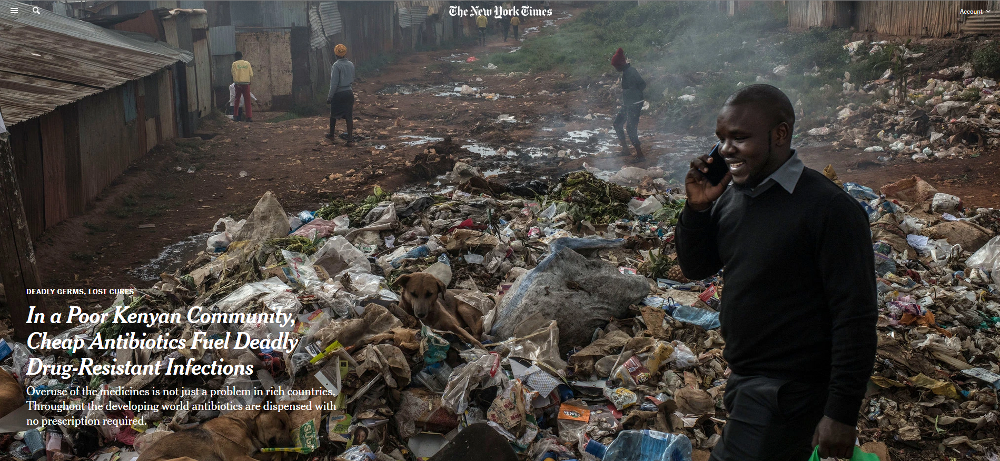 The New York Times
Account
DEADLY GERMS, LOST CURES
In a Poor Kenyan Community,
Cheap Antibiotics Fuel Deadly
Drug-Resistant Infections
Overuse of the medicines is not just a problem in rich countries.
Throughout the developing world antibiotics are dispensed with
no prescription required.